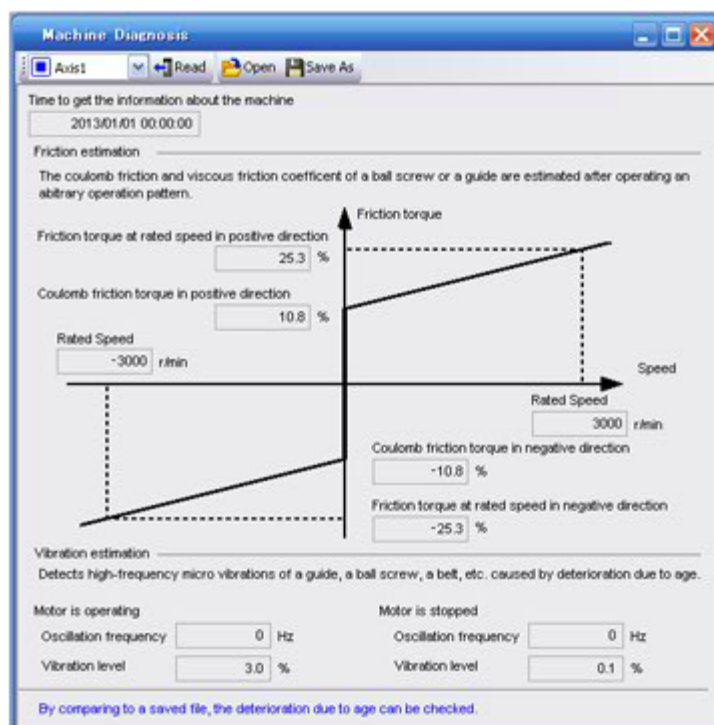 Machine Diagnosis
Axis1 Read Open Save As
Time to get the information about the machine
2013/01/01 00:00:00
Friction estimation
The coulomb friction and viscous friction coefficent of a ball screw or a guide are estimated after operating an
abitrary operation pattern.
Friction torque
Friction torque at rated speed in positive direction
25.3 %
Coulomb friction torque in positive direction
10.8 %
Rated Speed
-3000 r/min
Speed
Rated Speed
3000 r/min
Coulomb friction torque in negative direction
-10.8 %
Friction torque at rated speed in negative direction
-25.3 %
Vibration estimation
Detects high-frequency micro vibrations of a guide, a ball screw, a belt, etc. caused by deterioration due to age.
Motor is operating
Oscillation frequency 0 Hz
Vibration level 3.0 %
Motor is stopped
Oscillation frequency 0 Hz
Vibration level 0.1 %
By comparing to a saved file, the deterioration due to age can be checked.